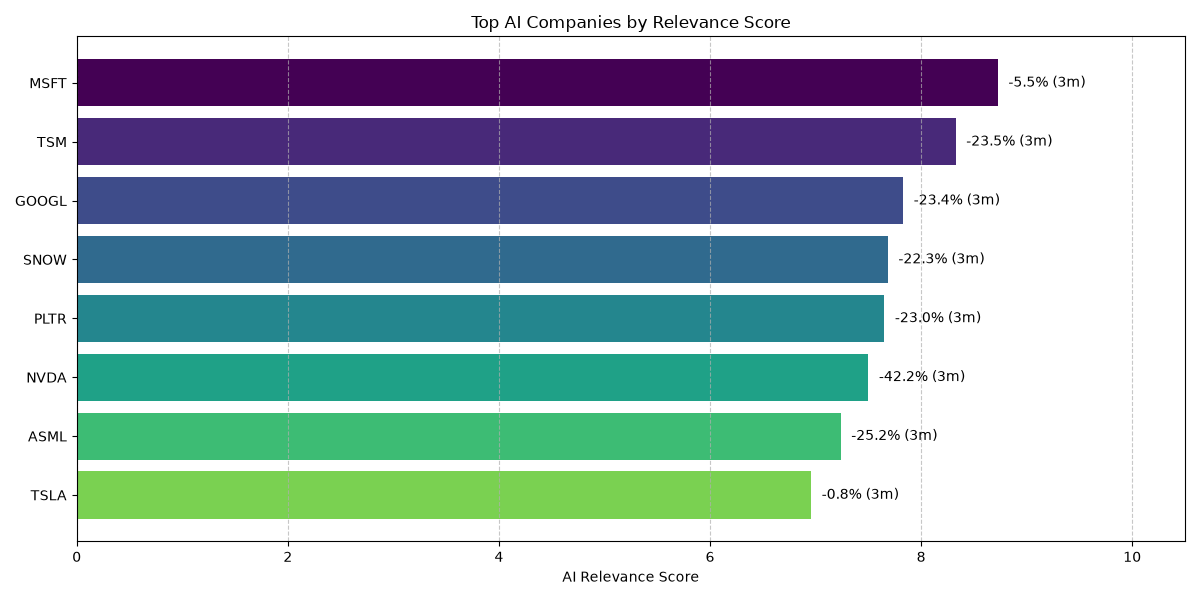 Top AI Companies by Relevance Score
MSFT -5.5% (3m)
TSM -23.5% (3m)
GOOGL -23.4% (3m)
SNOW -22.3% (3m)
PLTR -23.0% (3m)
NVDA -42.2% (3m)
ASML -25.2% (3m)
TSLA -0.8% (3m)
0 2 4 6 8 10
AI Relevance Score